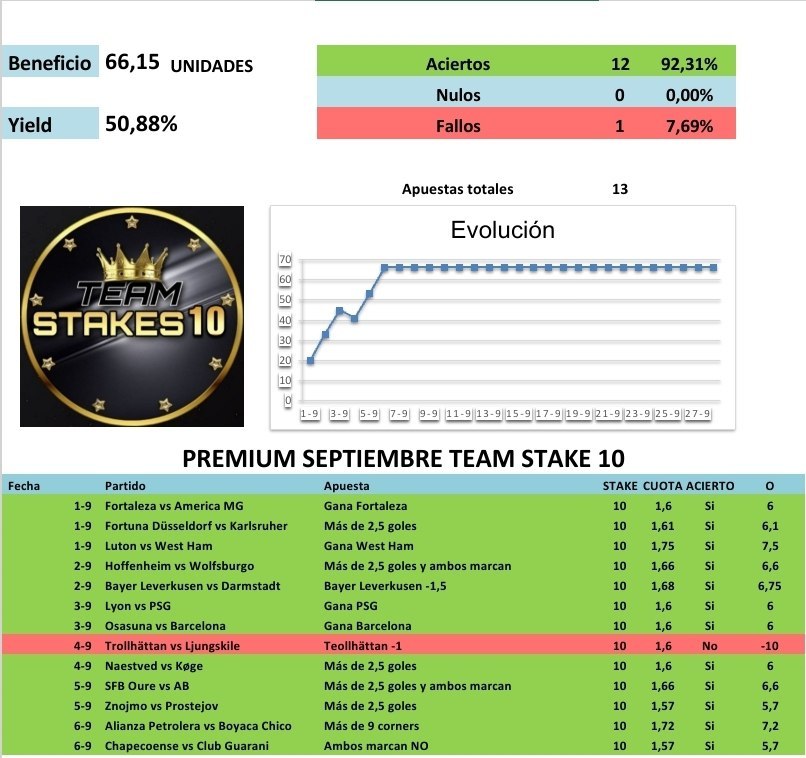 Beneficio 66,15 UNIDADES
Yield 50,88%
Aciertos 12 92,31%
Nulos 0 0,00%
Fallos 1 7,69%
Apuestas totales 13
TEAM
STAKES 10
Evolución
70
60
50
40
30
20
10
0
1-9 3-9 5-9 7-9 9-9 11-9 13-9 15-9 17-9 19-9 21-9 23-9 25-9 27-9
PREMIUM SEPTIEMBRE TEAM STAKE 10
Fecha Partido Apuesta STAKE CUOTA ACIERTO O
1-9 Fortaleza vs America MG Gana Fortaleza 10 1,6 Si 6
1-9 Fortuna Düsseldorf vs Karlsruher Más de 2,5 goles 10 1,61 Si 6,1
1-9 Luton vs West Ham Gana West Ham 10 1,75 Si 7,5
2-9 Hoffenheim vs Wolfsburgo Más de 2,5 goles y ambos marcan 10 1,66 Si 6,6
2-9 Bayer Leverkusen vs Darmstadt Bayer Leverkusen -1,5 10 1,68 Si 6,75
3-9 Lyon vs PSG Gana PSG 10 1,6 Si 6
3-9 Osasuna vs Barcelona Gana Barcelona 10 1,6 Si 6
4-9 Trollhättan vs Ljungskile Teollhättan -1 10 1,6 No -10
4-9 Naestved vs Køge Más de 2,5 goles 10 1,6 Si 6
5-9 SFB Oure vs AB Más de 2,5 goles y ambos marcan 10 1,66 Si 6,6
5-9 Znojmo vs Prostejov Más de 2,5 goles 10 1,57 Si 5,7
6-9 Alianza Petrolera vs Boyaca Chico Más de 9 corners 10 1,72 Si 7,2
6-9 Chapecoense vs Club Guarani Ambos marcan NO 10 1,57 Si 5,7